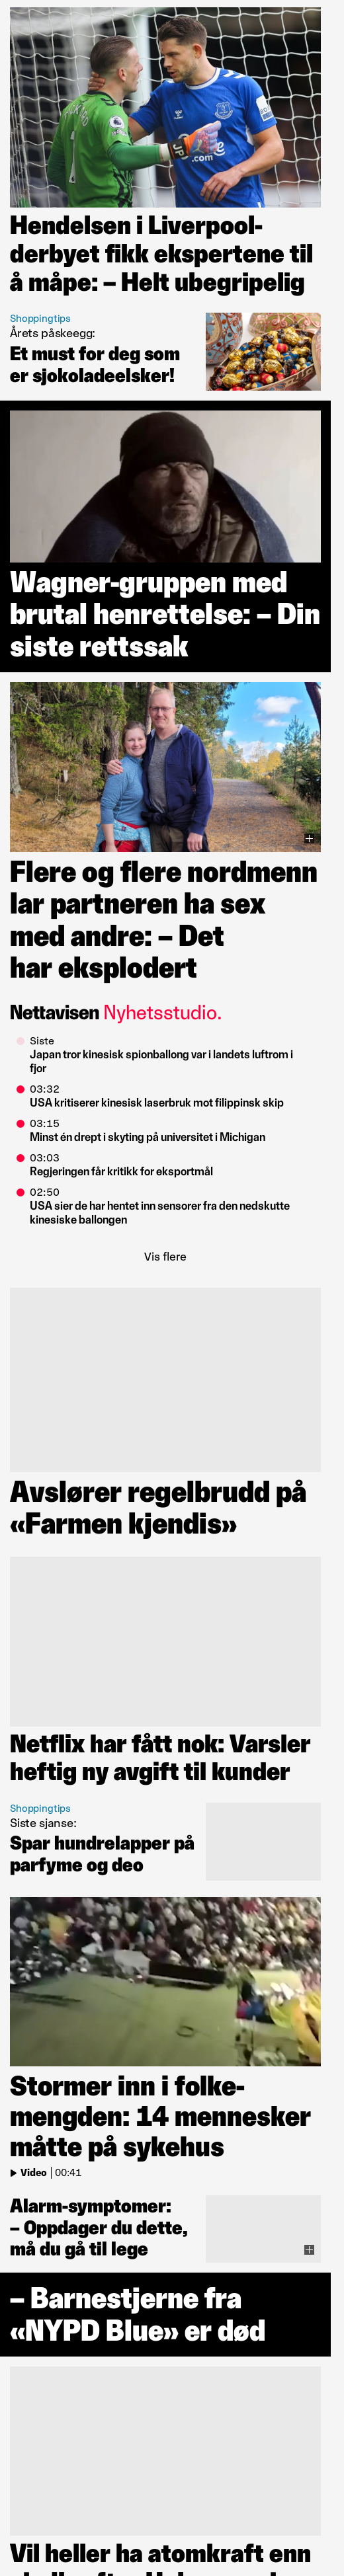 Hendelsen i Liverpool-
derbyet fikk ekspertene til
å måpe: – Helt ubegripelig
Shoppingtips
Årets påskeegg:
Et must for deg som
er sjokoladeelsker!
Wagner-gruppen med
brutal henrettelse: – Din
siste rettssak
Flere og flere nordmenn
lar partneren ha sex
med andre: – Det
har eksplodert
Nettavisen Nyhetsstudio.
Siste
Japan tror kinesisk spionballong var i landets luftrom i
fjor
03:32
USA kritiserer kinesisk laserbruk mot filippinsk skip
03:15
Minst én drept i skyting på universitet i Michigan
03:03
Regjeringen får kritikk for eksportmål
02:50
USA sier de har hentet inn sensorer fra den nedskutte
kinesiske ballongen
Vis flere
Avslører regelbrudd på
«Farmen kjendis»
Netflix har fått nok: Varsler
heftig ny avgift til kunder
Shoppingtips
Siste sjanse:
Spar hundrelapper på
parfyme og deo
Stormer inn i folke-
mengden: 14 mennesker
måtte på sykehus
Video | 00:41
Alarm-symptomer:
– Oppdager du dette,
må du gå til lege
– Barnestjerne fra
«NYPD Blue» er død
Vil heller ha atomkraft enn